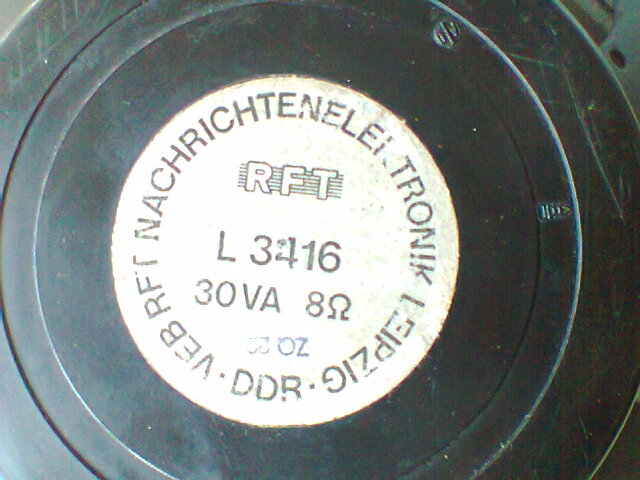 VEB RFT NACHRICHTENELEKTRONIK LEIPZIG · DDR ·
RFT
L 3416
30VA 8Ω